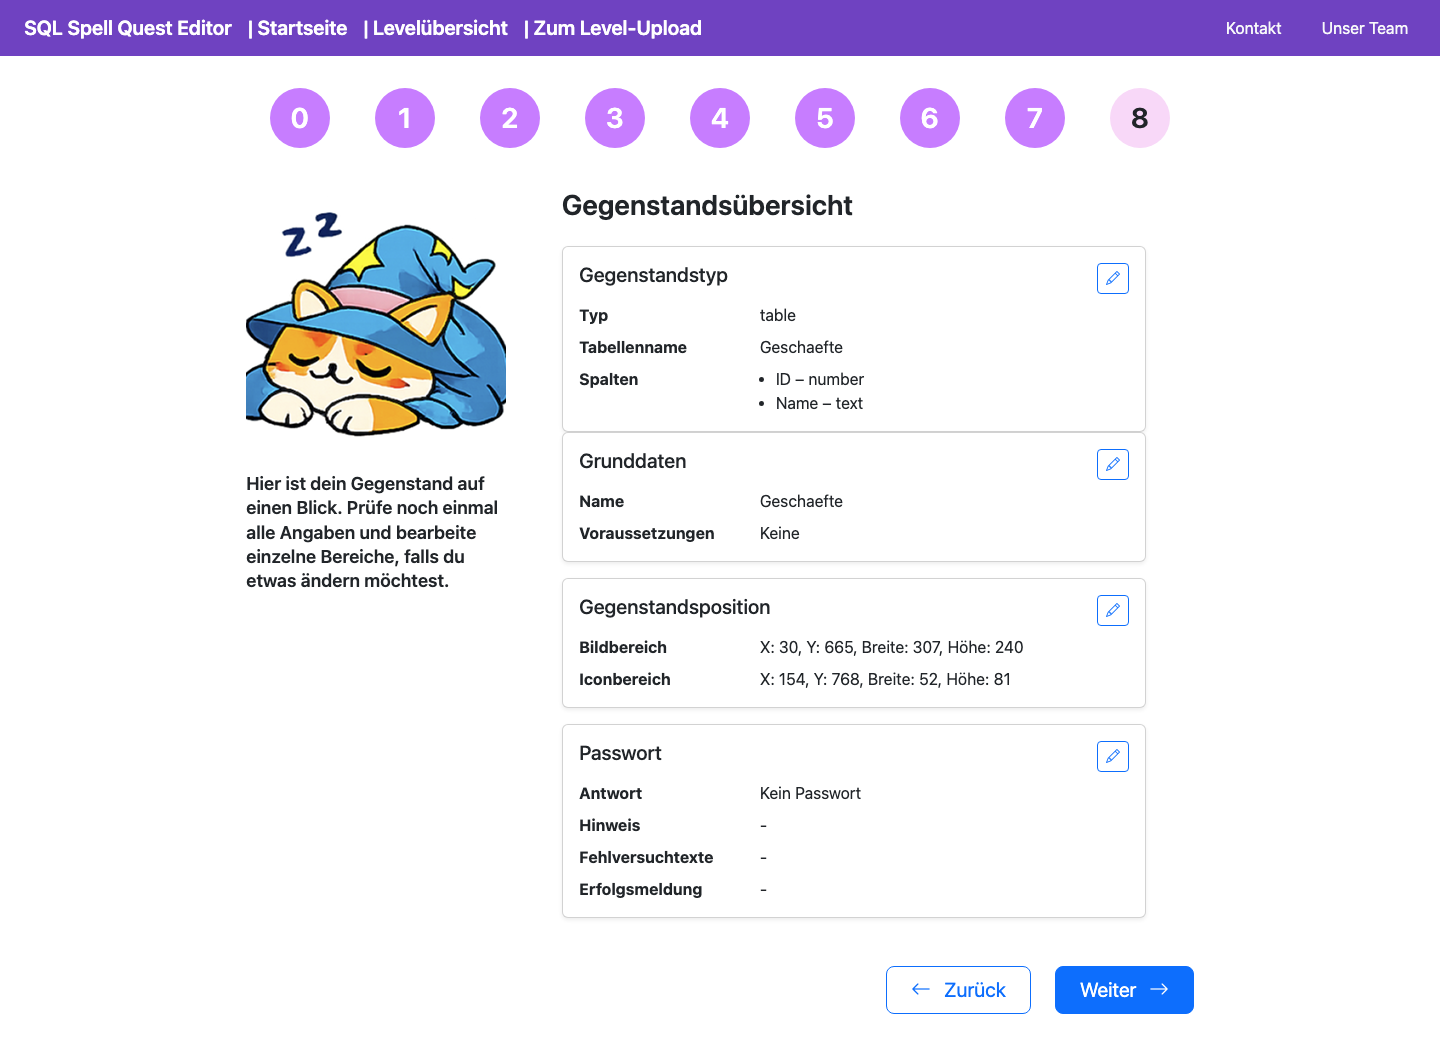 SQL Spell Quest Editor | Startseite | Levelübersicht | Zum Level-Upload Kontakt Unser Team
0 1 2 3 4 5 6 7 8
Gegenstandsübersicht
Z Z
Hier ist dein Gegenstand auf
einen Blick. Prüfe noch einmal
alle Angaben und bearbeite
einzelne Bereiche, falls du
etwas ändern möchtest.
Gegenstandstyp
Typ table
Tabellenname Geschaefte
Spalten • ID – number
• Name – text
Grunddaten
Name Geschaefte
Voraussetzungen Keine
Gegenstandsposition
Bildbereich X: 30, Y: 665, Breite: 307, Höhe: 240
Iconbereich X: 154, Y: 768, Breite: 52, Höhe: 81
Passwort
Antwort Kein Passwort
Hinweis -
Fehlversuchtexte -
Erfolgsmeldung -
← Zurück Weiter →